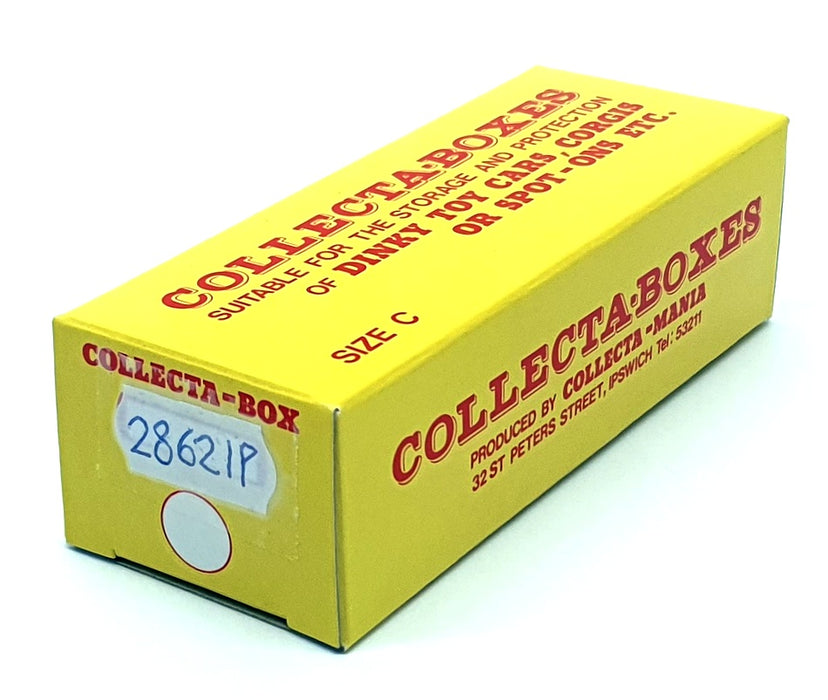 COLLECTA-BOXES
SUITABLE FOR THE STORAGE AND PROTECTION
OF DINKY TOY CARS, CORGIS
OR SPOT-ONS ETC.
SIZE C
COLLECTA-BOX
28621P
COLLECTA-BOXES
PRODUCED BY COLLECTA-MANIA
32 ST PETERS STREET, IPSWICH Tel: 53211